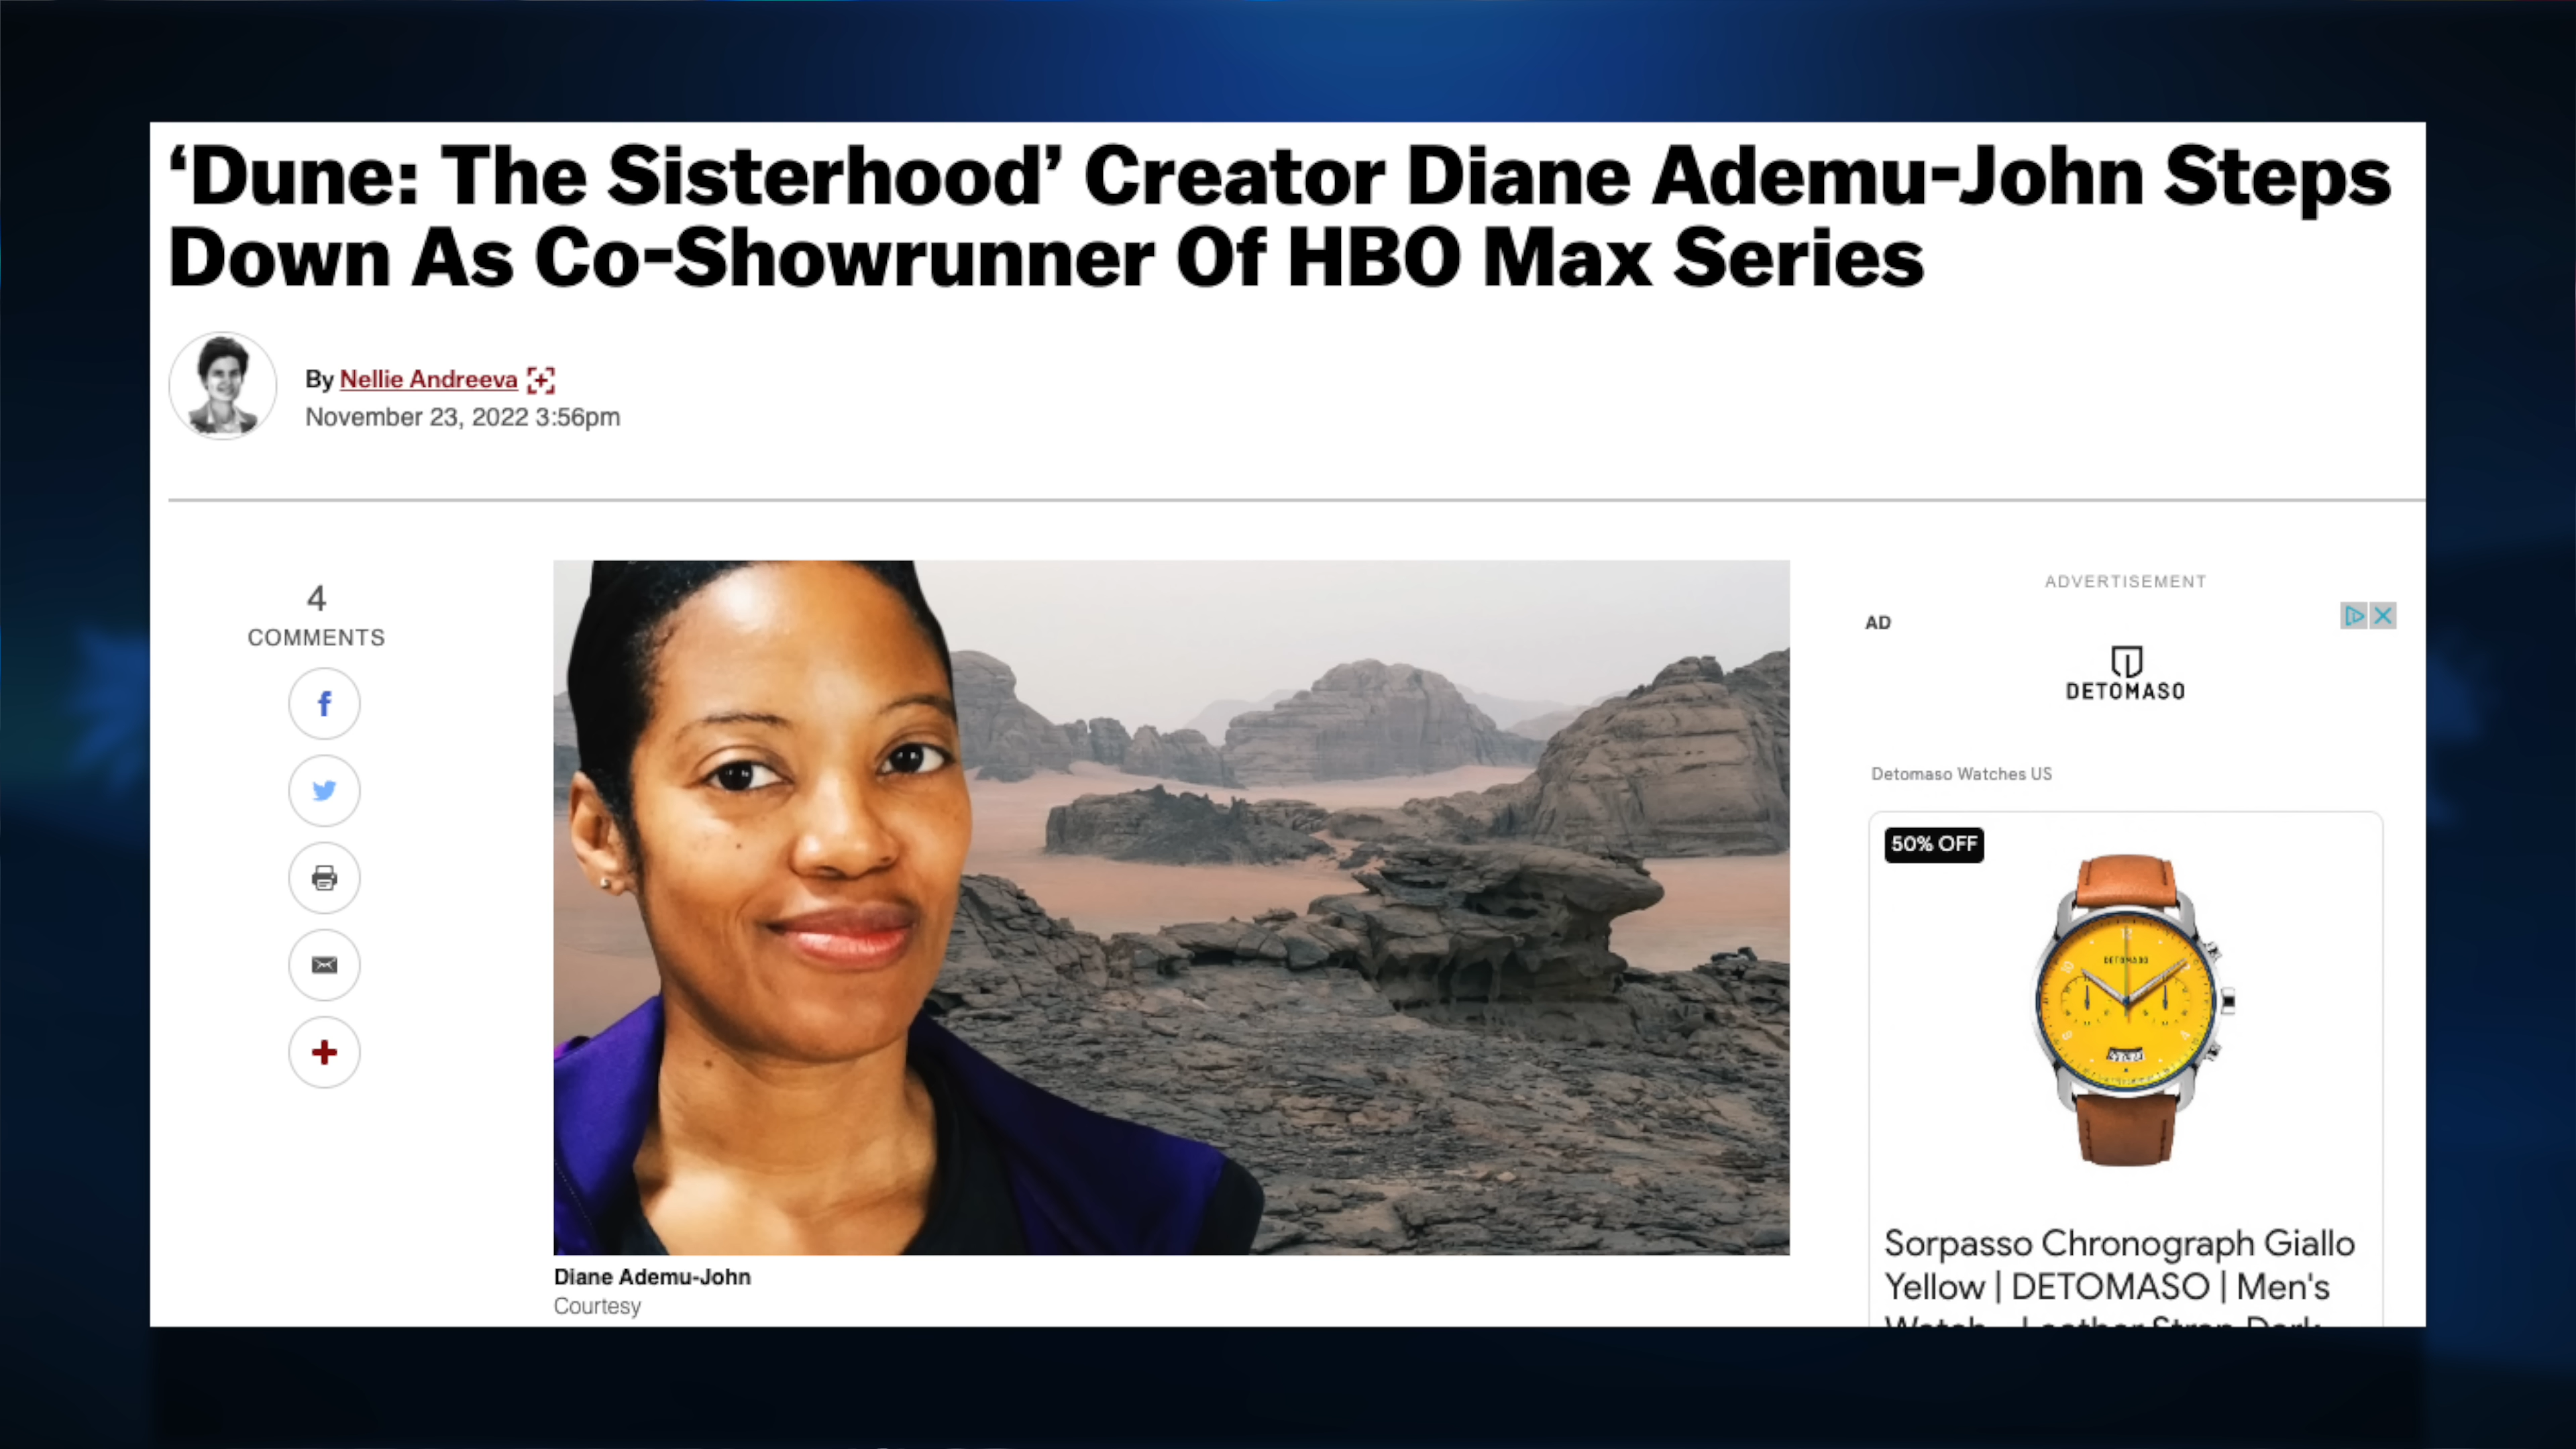 ‘Dune: The Sisterhood’ Creator Diane Ademu-John Steps
Down As Co-Showrunner Of HBO Max Series
By Nellie Andreeva
November 23, 2022 3:56pm
4
COMMENTS
ADVERTISEMENT
AD
DETOMASO
Detomaso Watches US
50% OFF
DETOMASO
Sorpasso Chronograph Giallo
Yellow | DETOMASO | Men's
Watch
Diane Ademu-John
Courtesy